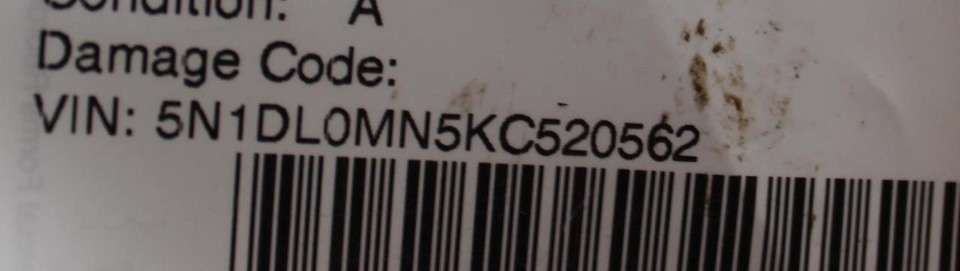 Condition: A
Damage Code:
VIN: 5N1DL0MN5KC520562